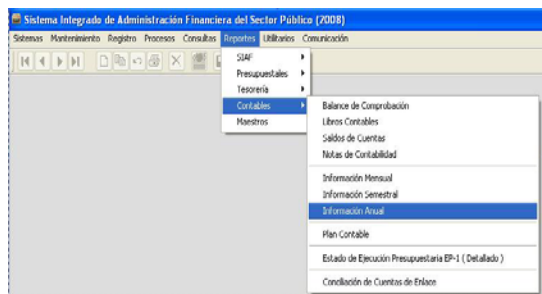 Sistema Integrado de Administración Financiera del Sector Público (2008)
Sistemas Mantenimiento Registro Procesos Consultas Reportes Utilitarios Comunicación
SIAF
Presupuestales
Tesorería
Contables
Maestros
Balance de Comprobación
Libros Contables
Saldos de Cuentas
Notas de Contabilidad
Información Mensual
Información Semestral
Información Anual
Plan Contable
Estado de Ejecución Presupuestaria EP-1 ( Detallado )
Conciliación de Cuentas de Enlace